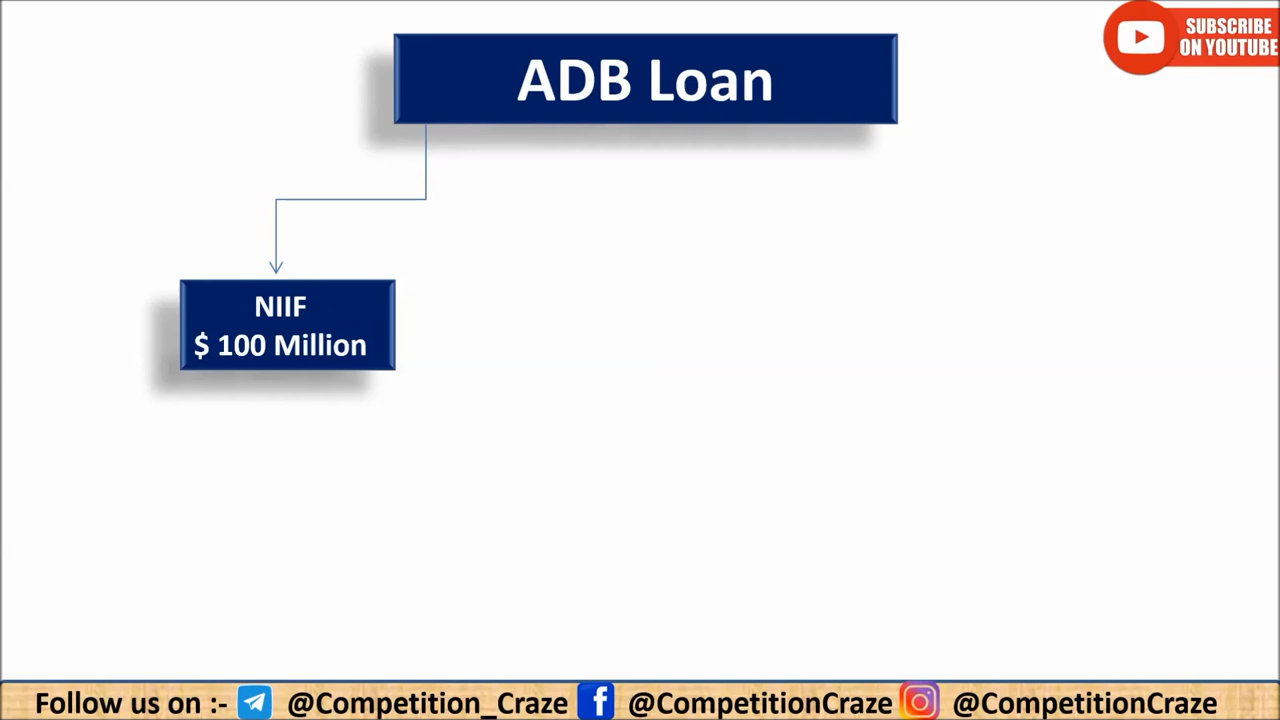 SUBSCRIBE
ON YOUTUBE
ADB Loan
NIIF
$ 100 Million
Follow us on :- @Competition_Craze @CompetitionCraze @CompetitionCraze